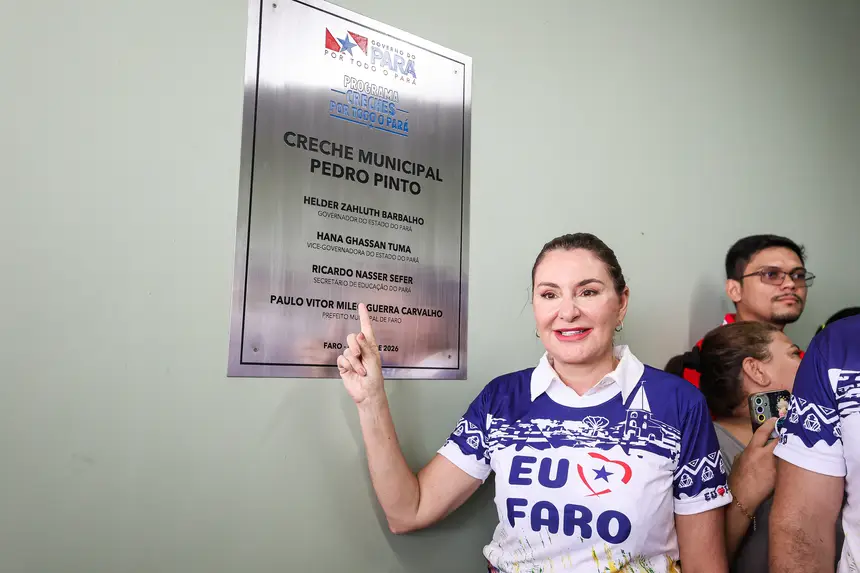 GOVERNO DO
PARÁ
POR TODO O PARÁ
PROGRAMA
CRECHES
POR TODO O PARÁ
CRECHE MUNICIPAL
PEDRO PINTO
HELDER ZAHLUTH BARBALHO
GOVERNADOR DO ESTADO DO PARÁ
HANA GHASSAN TUMA
VICE-GOVERNADORA DO ESTADO DO PARÁ
RICARDO NASSER SEFER
SECRETÁRIO DE EDUCAÇÃO DO PARÁ
PAULO VITOR MILE GUERRA CARVALHO
PREFEITO MUNICIPAL DE FARO
FARO - 2026
EU
FARO